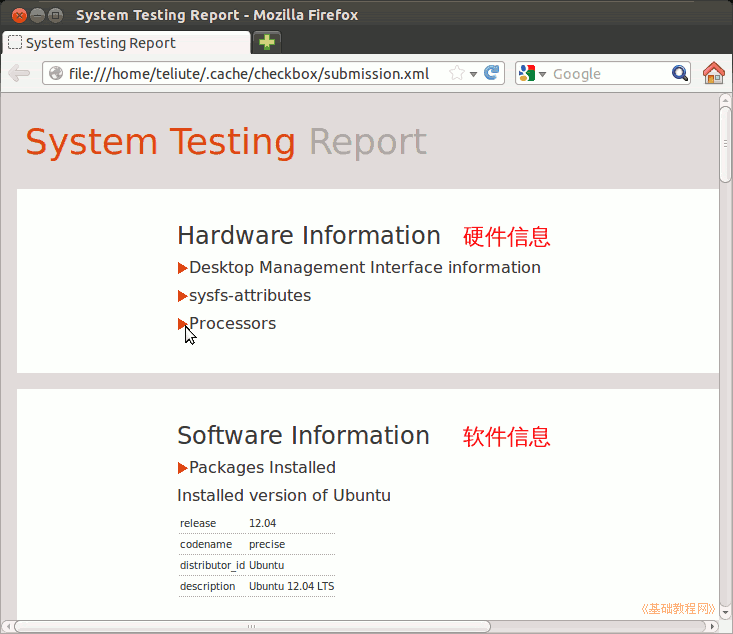 System Testing Report - Mozilla Firefox
System Testing Report
file:///home/teliute/.cache/checkbox/submission.xml
Google
System Testing Report
Hardware Information 硬件信息
Desktop Management Interface information
sysfs-attributes
Processors
Software Information 软件信息
Packages Installed
Installed version of Ubuntu
release 12.04
codename precise
distributor_id Ubuntu
description Ubuntu 12.04 LTS
《基础教程网》